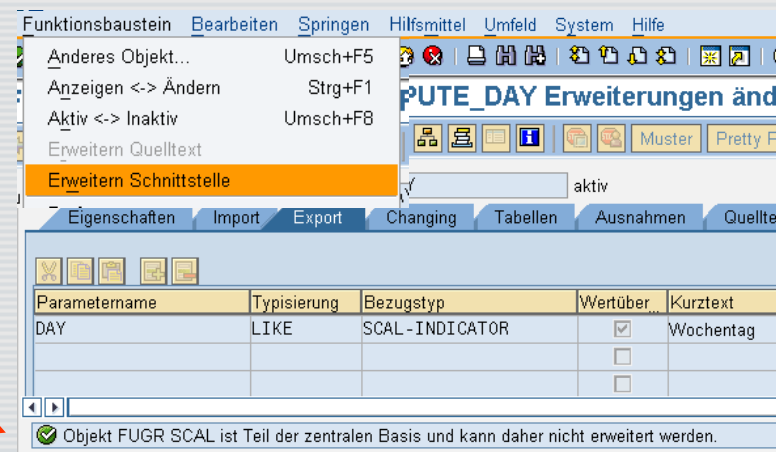 Funktionsbaustein Bearbeiten Springen Hilfsmittel Umfeld System Hilfe
Anderes Objekt... Umsch+F5
Anzeigen <-> Ändern Strg+F1
PUTE_DAY Erweiterungen änd
Aktiv <-> Inaktiv Umsch+F8
Muster Pretty P
Erweitern Quelltext
Erweitern Schnittstelle
aktiv
Eigenschaften Import Export Changing Tabellen Ausnahmen Quellte
Parametername Typisierung Bezugstyp Wertüber... Kurztext
DAY LIKE SCAL-INDICATOR Wochentag
Objekt FUGR SCAL ist Teil der zentralen Basis und kann daher nicht erweitert werden.